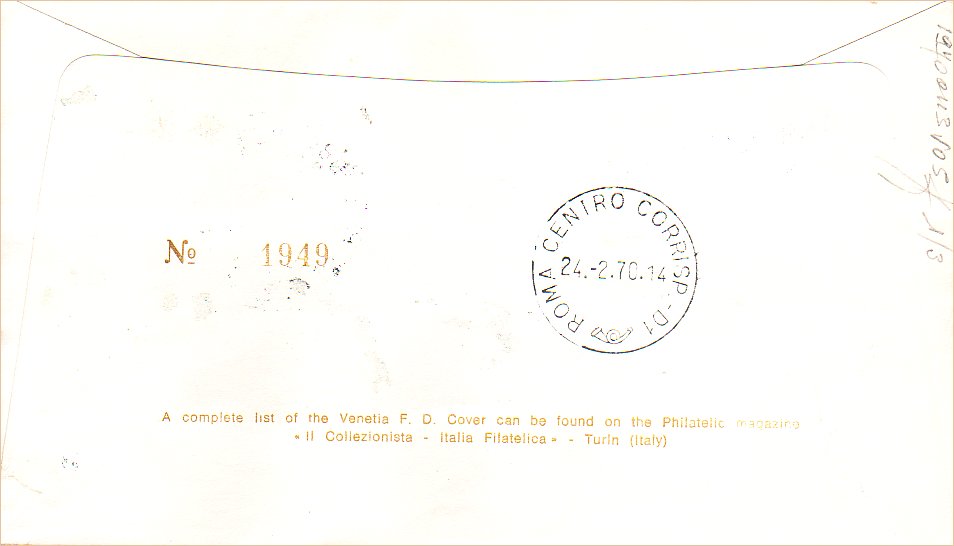 № 1949
ROMA CENTRO CORRISP.-D1
24.-2.70.14
A complete list of the Venetia F. D. Cover can be found on the Philatelic magazine
« Il Collezionista - Italia Filatelica » - Turin (Italy)